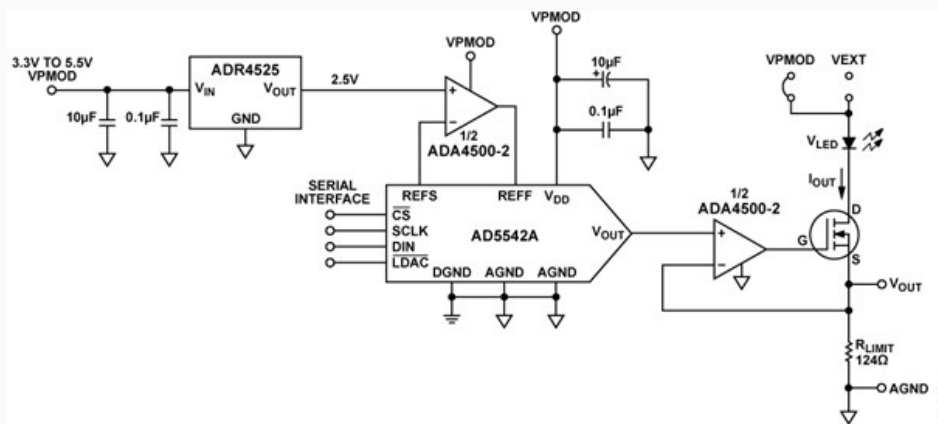 3.3V TO 5.5V
VPMOD
10µF
0.1µF
ADR4525
VIN
VOUT
GND
2.5V
VPMOD
+
−
1/2
ADA4500-2
VPMOD
+
10µF
0.1µF
VPMOD
VEXT
VLED
IOUT
SERIAL
INTERFACE
REFS
REFF
VDD
CS
SCLK
DIN
LDAC
AD5542A
VOUT
DGND
AGND
AGND
1/2
ADA4500-2
+
−
G
D
S
VOUT
RLIMIT
124Ω
AGND